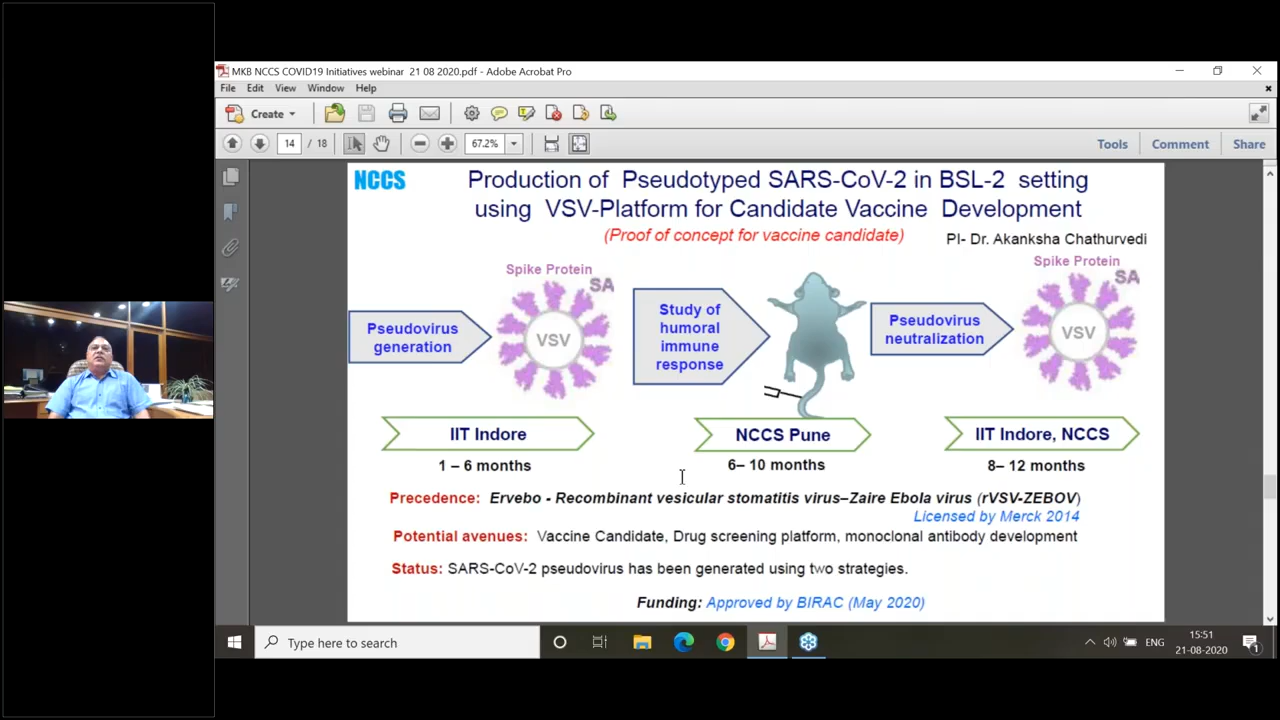 MKB NCCS COVID19 Initiatives webinar 21 08 2020.pdf - Adobe Acrobat Pro
File Edit View Window Help
Create
14 / 18 67.2% Tools Comment Share
NCCS
Production of Pseudotyped SARS-CoV-2 in BSL-2 setting
using VSV-Platform for Candidate Vaccine Development
(Proof of concept for vaccine candidate)
PI- Dr. Akanksha Chathurvedi
Spike Protein
SA
VSV
Spike Protein
SA
VSV
Pseudovirus
generation
Study of
humoral
immune
response
Pseudovirus
neutralization
IIT Indore
NCCS Pune
IIT Indore, NCCS
1 – 6 months
6– 10 months
8– 12 months
Precedence: Ervebo - Recombinant vesicular stomatitis virus–Zaire Ebola virus (rVSV-ZEBOV)
Licensed by Merck 2014
Potential avenues: Vaccine Candidate, Drug screening platform, monoclonal antibody development
Status: SARS-CoV-2 pseudovirus has been generated using two strategies.
Funding: Approved by BIRAC (May 2020)
Type here to search
ENG
15:51
21-08-2020
1